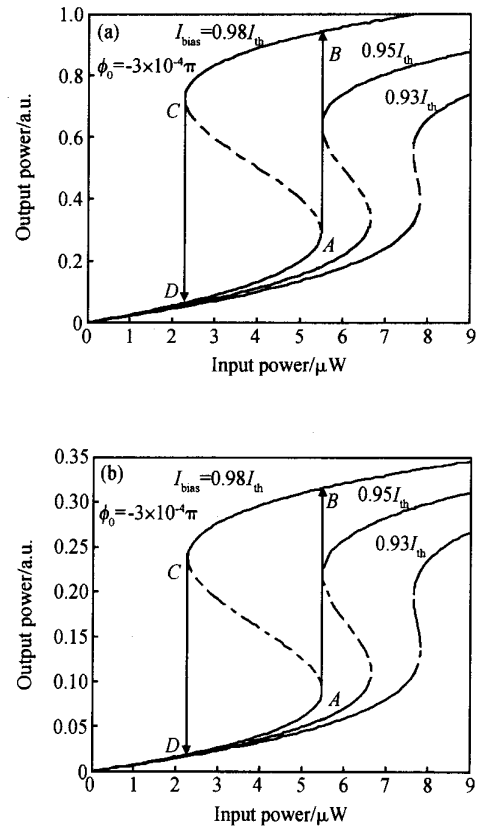 (a)
I_bias=0.98I_th
ϕ_0=-3×10^-4π
B
0.95I_th
0.93I_th
C
A
D
1.0
0.8
0.6
0.4
0.2
0
0 1 2 3 4 5 6 7 8 9
Output power/a.u.
Input power/μW
(b)
I_bias=0.98I_th
ϕ_0=-3×10^-4π
B
0.95I_th
0.93I_th
C
A
D
0.35
0.30
0.25
0.20
0.15
0.10
0.05
0
0 1 2 3 4 5 6 7 8 9
Output power/a.u.
Input power/μW